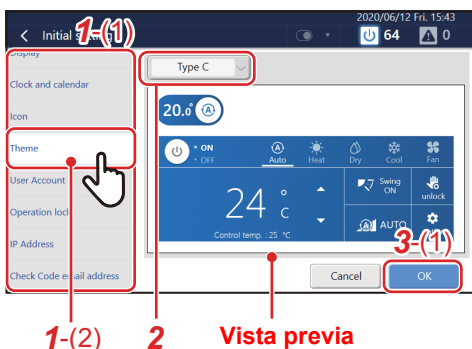 2020/06/12 Fri. 15:43
Initial
1-(1)
64
0
Display
Type C
Clock and calendar
Icon
20.0 A
Theme
ON
OFF
A
Auto
Heat
Dry
Cool
Fan
User Account
24 °C
Swing
ON
unlock
Operation lock
A AUTO
Control temp. : 25 °C
IP Address
3-(1)
Check Code email address
Cancel
OK
1-(2)
2
Vista previa